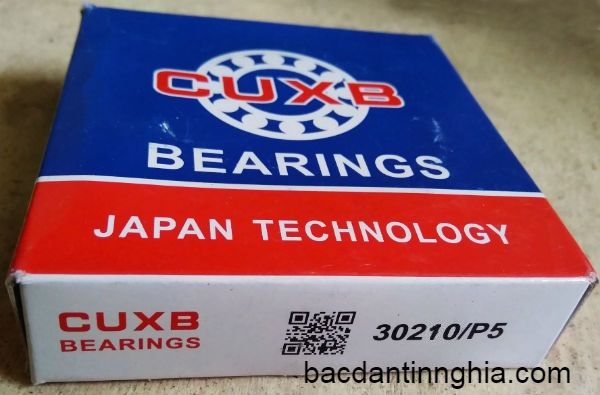 CUXB
BEARINGS
JAPAN TECHNOLOGY
CUXB
BEARINGS
30210/P5
bacdantinnghia.com